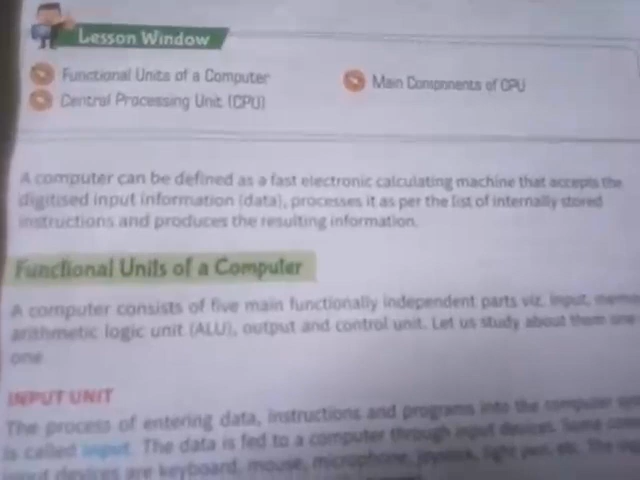 Lesson Window
Functional Units of a Computer
Central Processing Unit (CPU)
Main Components of CPU
A computer can be defined as a fast electronic calculating machine that accepts the
digitised input information (data), processes it as per the list of internally stored
instructions and produces the resulting information.
Functional Units of a Computer
A computer consists of five main functionally independent parts viz. input,
arithmetic logic unit (ALU), output and control unit. Let us study about them one
one
INPUT UNIT
The process of entering data, instructions and programs into the computer
is called input. The data is fed to a computer through input devices. Some
input devices are keyboard, mouse, microphone, joystick, light pen, etc. The